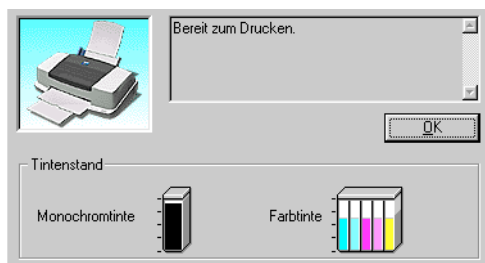 Bereit zum Drucken.
OK
Tintenstand
Monochromtinte
Farbtinte